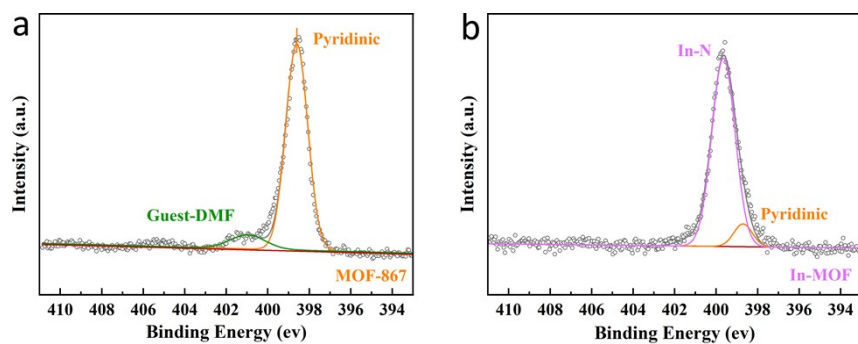 a
Pyridinic
Guest-DMF
MOF-867
Intensity (a.u.)
410 408 406 404 402 400 398 396 394
Binding Energy (ev)
b
In-N
Pyridinic
In-MOF
Intensity (a.u.)
410 408 406 404 402 400 398 396 394
Binding Energy (ev)